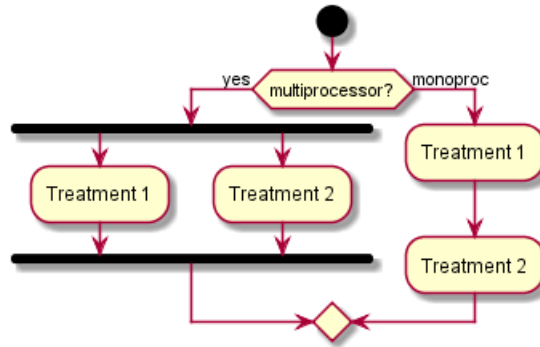 yes
multiprocessor?
monoproc
Treatment 1
Treatment 2
Treatment 1
Treatment 2